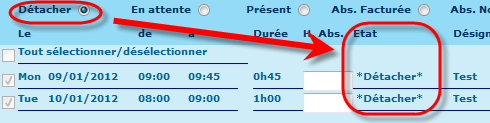 Détacher En attente Présent Abs. Facturée Abs. No
Le de a Durée H. Abs. Etat Désign
Tout sélectionner/désélectionner
Mon 09/01/2012 09:00 09:45 0h45 *Détacher* Test
Tue 10/01/2012 08:00 09:00 1h00 *Détacher* Test